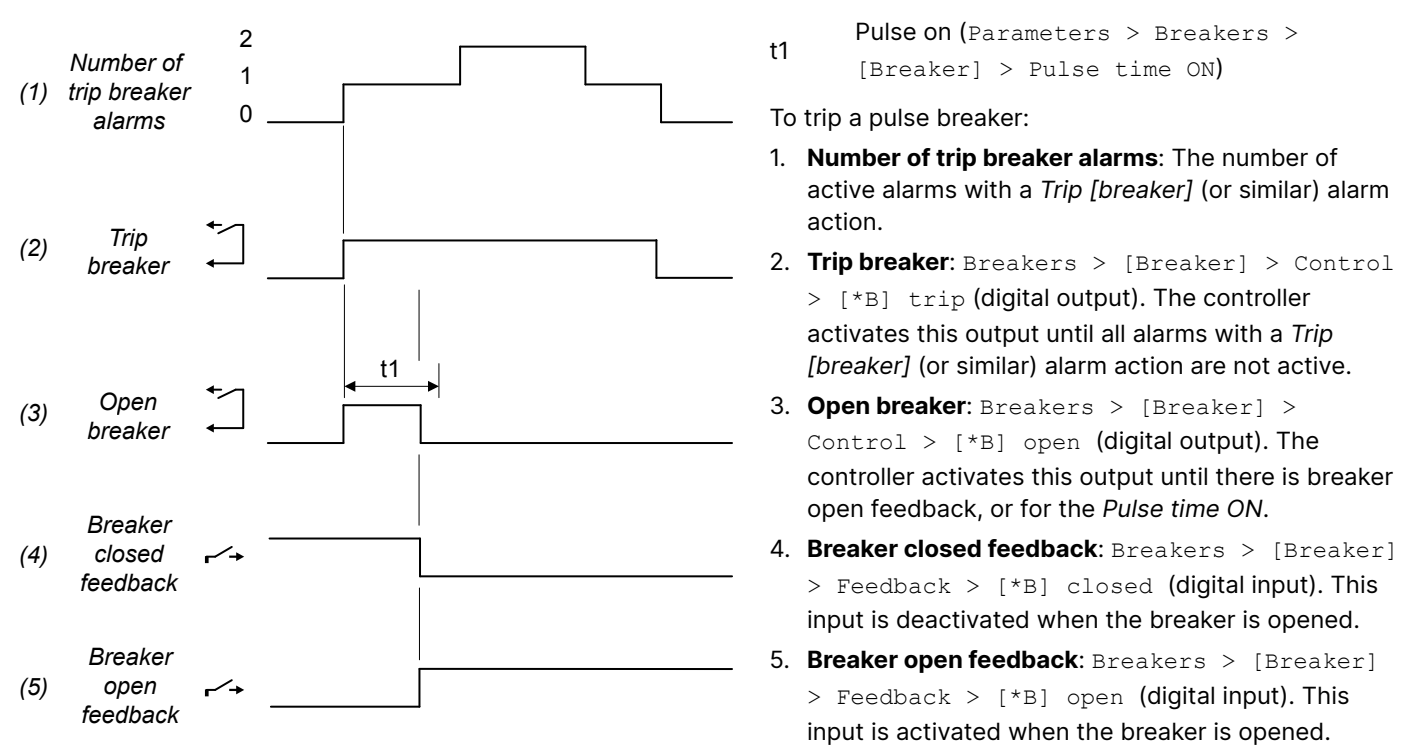 2
1
0
(1)
Number of
trip breaker
alarms
(2)
Trip
breaker
t1
(3)
Open
breaker
(4)
Breaker
closed
feedback
(5)
Breaker
open
feedback
t1
Pulse on (Parameters > Breakers >
[Breaker] > Pulse time ON)
To trip a pulse breaker:
1. Number of trip breaker alarms: The number of
active alarms with a Trip [breaker] (or similar) alarm
action.
2. Trip breaker: Breakers > [Breaker] > Control
> [*B] trip (digital output). The controller
activates this output until all alarms with a Trip
[breaker] (or similar) alarm action are not active.
3. Open breaker: Breakers > [Breaker] >
Control > [*B] open (digital output). The
controller activates this output until there is breaker
open feedback, or for the Pulse time ON.
4. Breaker closed feedback: Breakers > [Breaker]
> Feedback > [*B] closed (digital input). This
input is deactivated when the breaker is opened.
5. Breaker open feedback: Breakers > [Breaker]
> Feedback > [*B] open (digital input). This
input is activated when the breaker is opened.